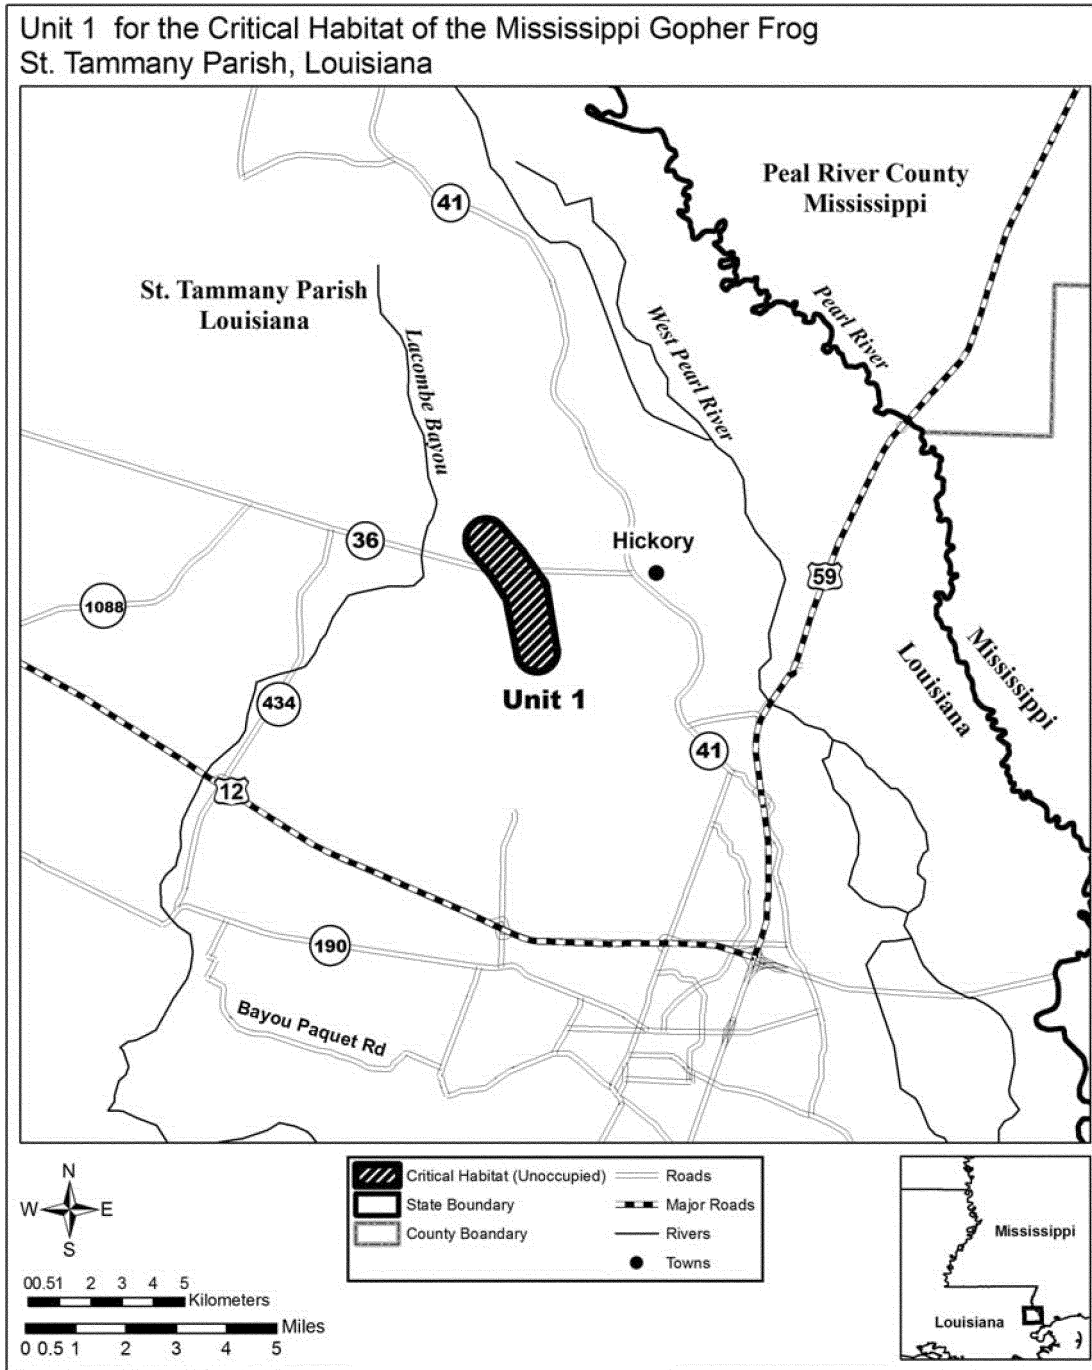 Unit 1 for the Critical Habitat of the Mississippi Gopher Frog
St. Tammany Parish, Louisiana
Peal River County
Mississippi
41
St. Tammany Parish
Louisiana
Lacombe Bayou
West Pearl River
Pearl River
36
Hickory
59
1088
Unit 1
Louisiana
Mississippi
434
41
12
190
Bayou Paquet Rd
N
W
E
S
Critical Habitat (Unoccupied)
State Boundary
County Boandary
Roads
Major Roads
Rivers
Towns
00.51 2 3 4 5
Kilometers
Miles
0 0.5 1 2 3 4 5
Mississippi
Louisiana